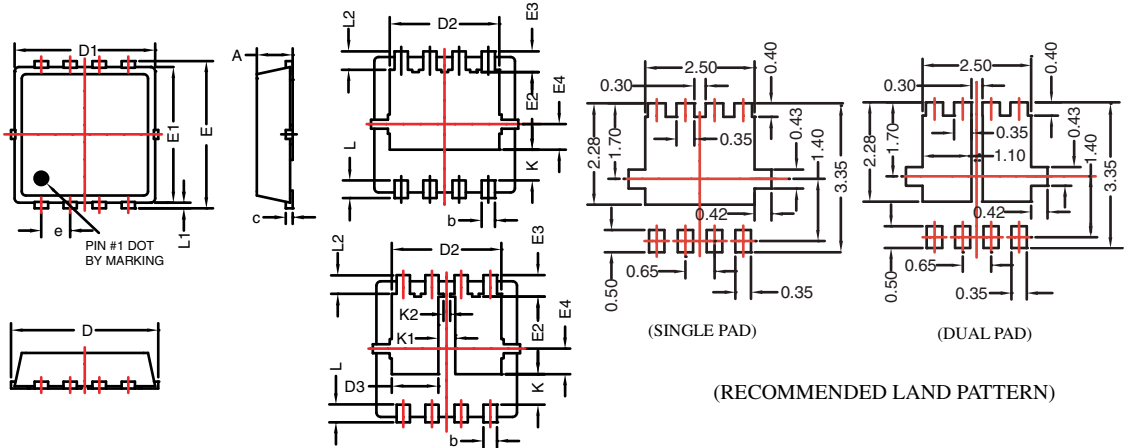 D1
E1
E
e
L1
PIN #1 DOT
BY MARKING
A
c
D
L2
D2
E3
E4
E2
L
K
b
L2
D2
E3
E4
K2
K1
E2
L
D3
K
b
2.50
0.40
0.30
0.35
0.43
2.28
1.70
1.40
3.35
0.42
0.65
0.50
0.35
(SINGLE PAD)
2.50
0.40
0.30
0.35
0.43
2.28
1.70
1.10
1.40
3.35
0.42
0.65
0.50
0.35
(DUAL PAD)
(RECOMMENDED LAND PATTERN)